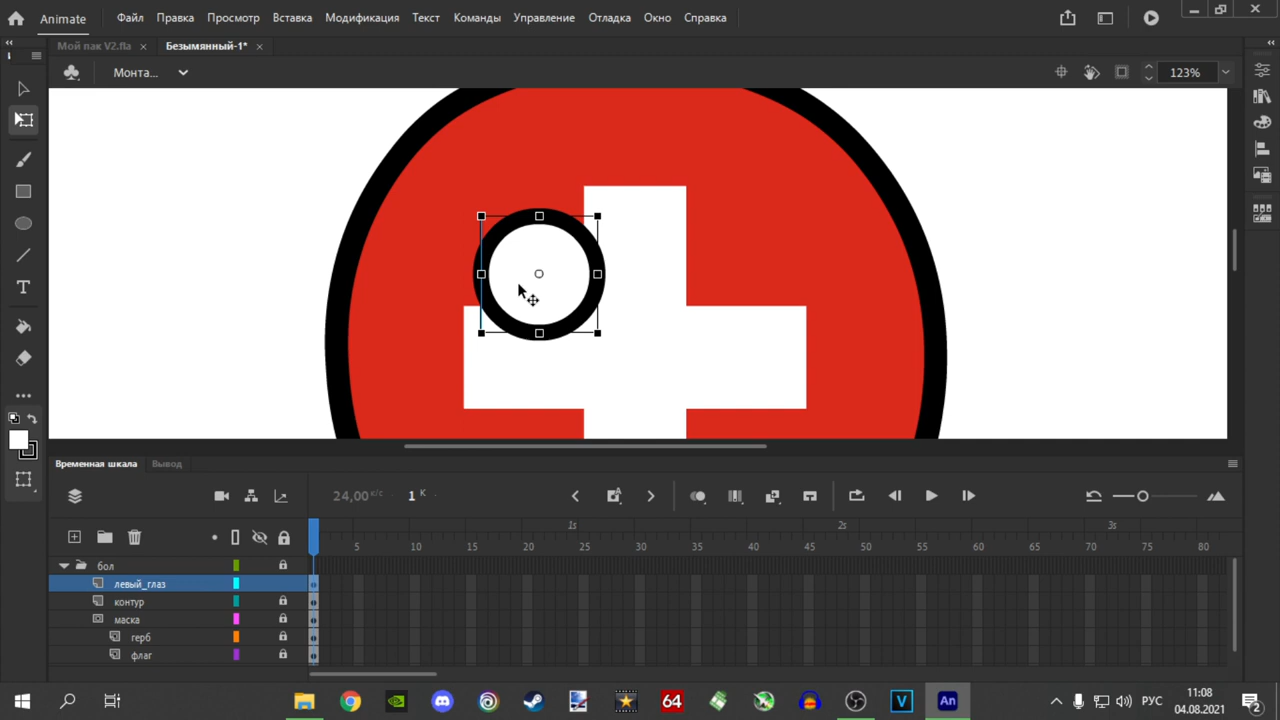 Animate Файл Правка Просмотр Вставка Модификация Текст Команды Управление Отладка Окно Справка
Мой пак V2.fla Безымянный-1*
Монта... 123%
Временная шкала Вывод
24,00 к/с 1 К
1s 2s 3s
5 10 15 20 25 30 35 40 45 50 55 60 65 70 75 80
бол
левый_глаз
контур
маска
герб
флаг
64 V An РУС 11:08
04.08.2021 2